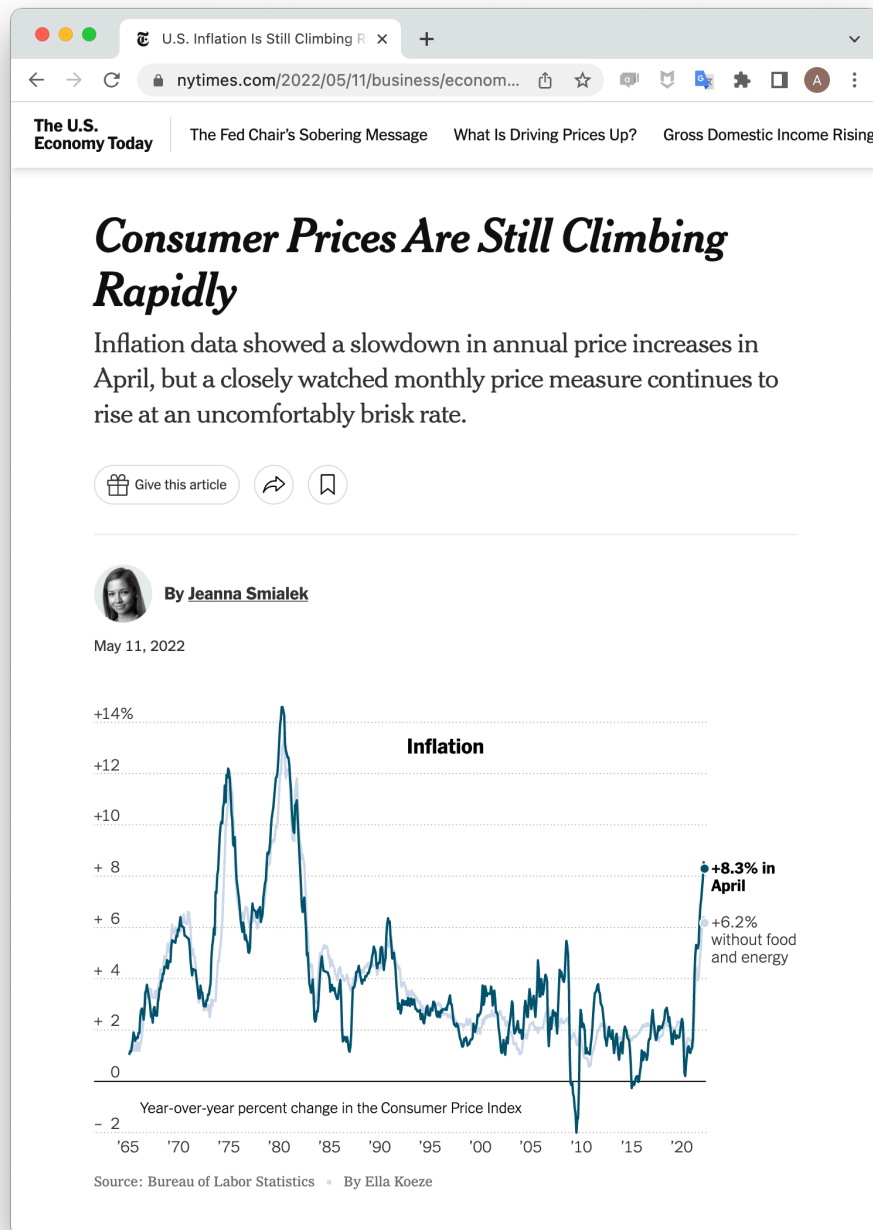 U.S. Inflation Is Still Climbing R
nytimes.com/2022/05/11/business/econom...
A
The U.S.
Economy Today
The Fed Chair's Sobering Message
What Is Driving Prices Up?
Gross Domestic Income Rising
Consumer Prices Are Still Climbing
Rapidly
Inflation data showed a slowdown in annual price increases in
April, but a closely watched monthly price measure continues to
rise at an uncomfortably brisk rate.
Give this article
By Jeanna Smialek
May 11, 2022
Inflation
+14%
+12
+10
+ 8
+ 6
+ 4
+ 2
0
– 2
+8.3% in
April
+6.2%
without food
and energy
Year-over-year percent change in the Consumer Price Index
'65 '70 '75 '80 '85 '90 '95 '00 '05 '10 '15 '20
Source: Bureau of Labor Statistics • By Ella Koeze